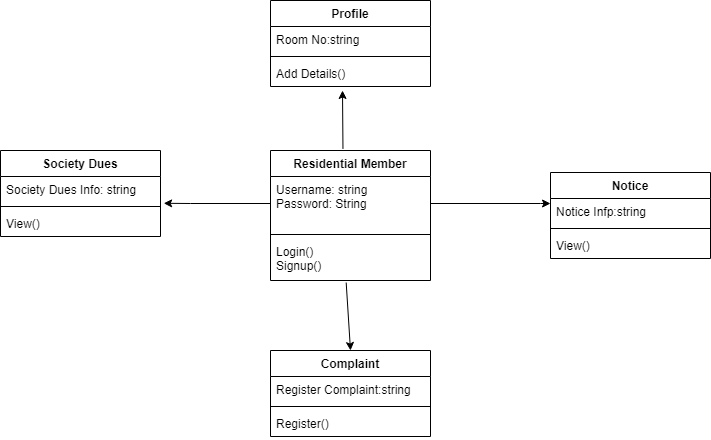 Profile
Room No:string
Add Details()
Society Dues
Society Dues Info: string
View()
Residential Member
Username: string
Password: String
Login()
Signup()
Notice
Notice Infp:string
View()
Complaint
Register Complaint:string
Register()